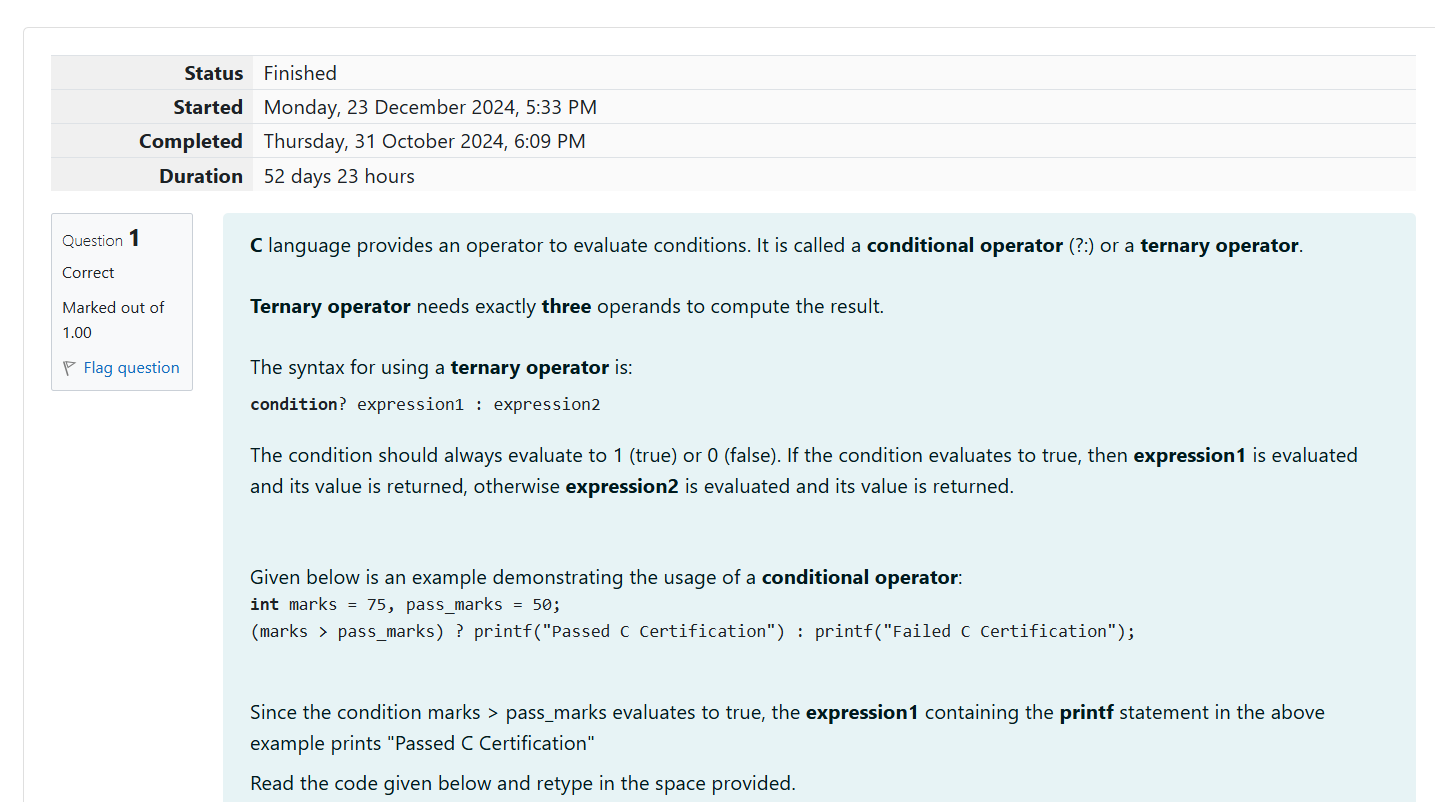 Status Finished
Started Monday, 23 December 2024, 5:33 PM
Completed Thursday, 31 October 2024, 6:09 PM
Duration 52 days 23 hours
Question 1
Correct
Marked out of
1.00
Flag question
C language provides an operator to evaluate conditions. It is called a conditional operator (?:) or a ternary operator.
Ternary operator needs exactly three operands to compute the result.
The syntax for using a ternary operator is:
condition? expression1 : expression2
The condition should always evaluate to 1 (true) or 0 (false). If the condition evaluates to true, then expression1 is evaluated
and its value is returned, otherwise expression2 is evaluated and its value is returned.
Given below is an example demonstrating the usage of a conditional operator:
int marks = 75, pass_marks = 50;
(marks > pass_marks) ? printf("Passed C Certification") : printf("Failed C Certification");
Since the condition marks > pass_marks evaluates to true, the expression1 containing the printf statement in the above
example prints "Passed C Certification"
Read the code given below and retype in the space provided.